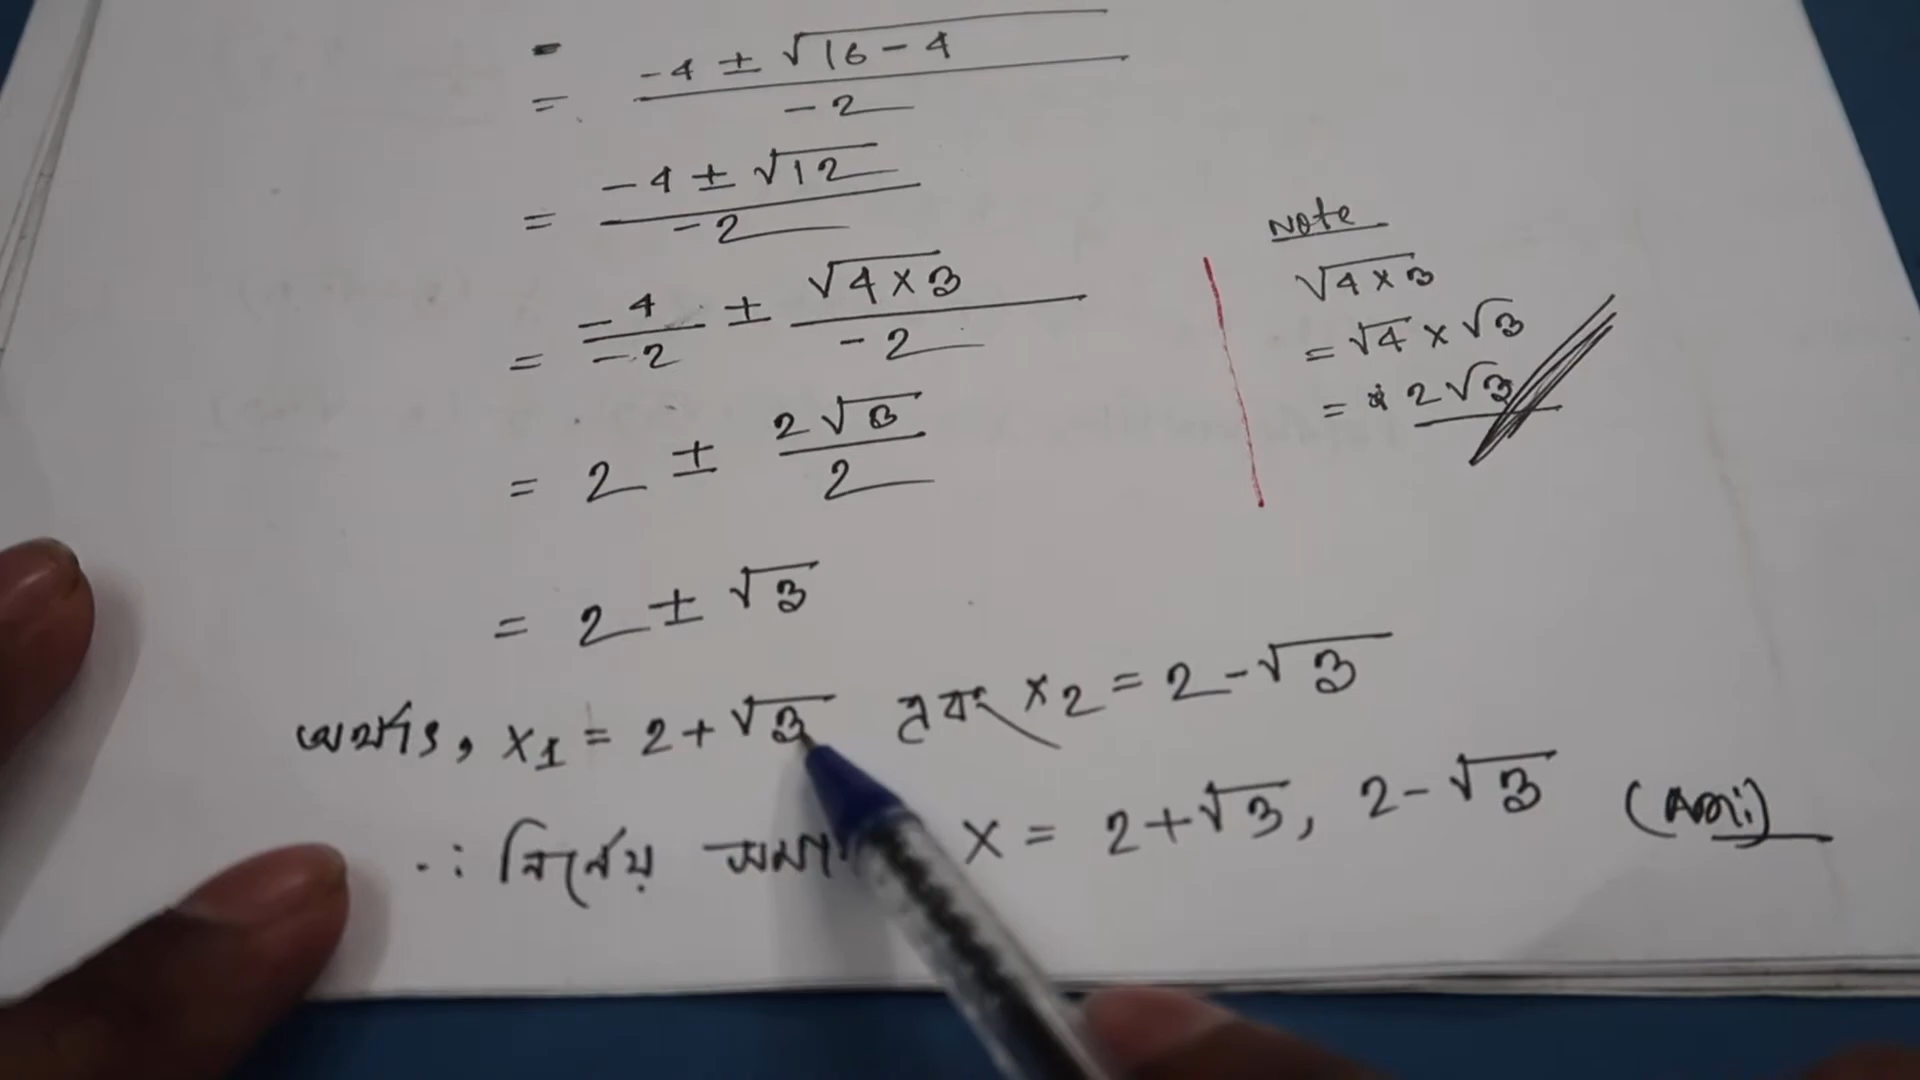 = (-4 ± √(16 - 4)) / -2
= (-4 ± √12) / -2
= -4/-2 ± √(4×3)/-2
= 2 ± 2√3/2
= 2 ± √3
অর্থাৎ, x₁ = 2 + √3 এবং x₂ = 2 - √3
∴ নির্ণেয় x = 2 + √3, 2 - √3 (Ans:)
Note
√(4×3)
= √4 × √3
= 2√3